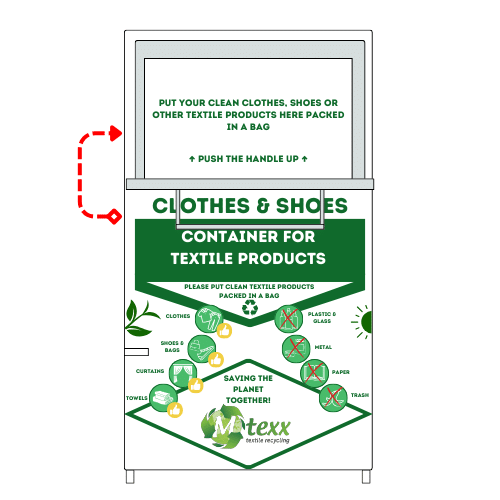 PUT YOUR CLEAN CLOTHES, SHOES OR
OTHER TEXTILE PRODUCTS HERE PACKED
IN A BAG
↑ PUSH THE HANDLE UP ↑
CLOTHES & SHOES
CONTAINER FOR
TEXTILE PRODUCTS
PLEASE PUT CLEAN TEXTILE PRODUCTS
PACKED IN A BAG
CLOTHES
PLASTIC &
GLASS
SHOES &
BAGS
METAL
CURTAINS
PAPER
TOWELS
TRASH
SAVING THE
PLANET
TOGETHER!
M-texx
textile recycling